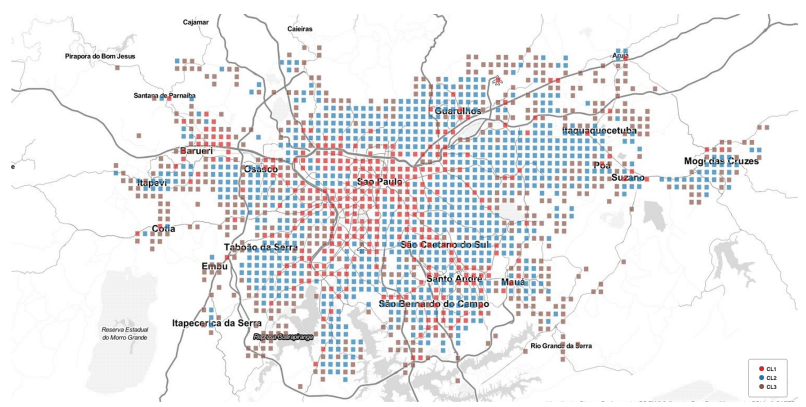 Cajamar
Caieiras
Pirapora do Bom Jesus
Arujá
Santana de Parnaíba
Guarulhos
Itaquaquecetuba
Barueri
Osasco
Poá
Mogi das Cruzes
Itapevi
São Paulo
Suzano
Cotia
Taboão da Serra
São Caetano do Sul
Embu
Santo André
Mauá
São Bernardo do Campo
Itapecerica da Serra
Reserva Estadual
do Morro Grande
Rio Grande da Serra
CL1
CL2
CL3